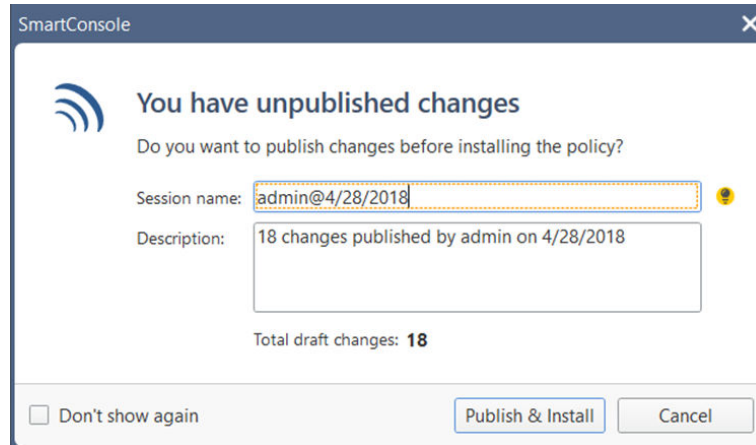 SmartConsole
You have unpublished changes
Do you want to publish changes before installing the policy?
Session name: admin@4/28/2018
Description: 18 changes published by admin on 4/28/2018
Total draft changes: 18
Don't show again Publish & Install Cancel